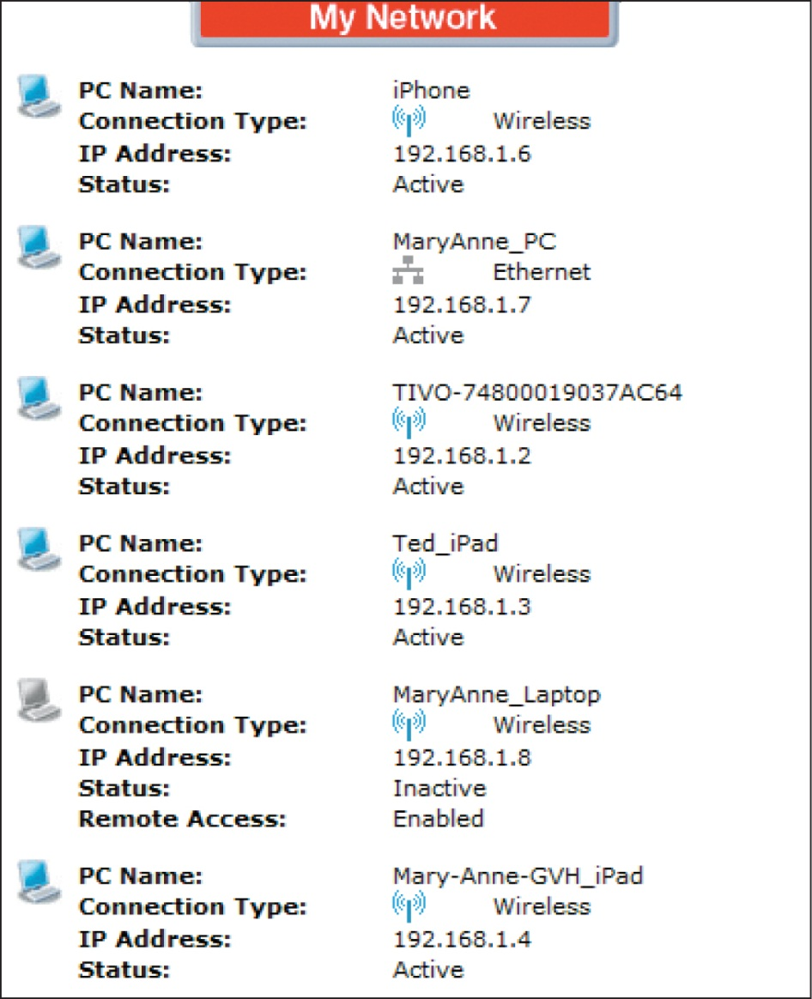 My Network
PC Name: iPhone
Connection Type: Wireless
IP Address: 192.168.1.6
Status: Active
PC Name: MaryAnne_PC
Connection Type: Ethernet
IP Address: 192.168.1.7
Status: Active
PC Name: TIVO-74800019037AC64
Connection Type: Wireless
IP Address: 192.168.1.2
Status: Active
PC Name: Ted_iPad
Connection Type: Wireless
IP Address: 192.168.1.3
Status: Active
PC Name: MaryAnne_Laptop
Connection Type: Wireless
IP Address: 192.168.1.8
Status: Inactive
Remote Access: Enabled
PC Name: Mary-Anne-GVH_iPad
Connection Type: Wireless
IP Address: 192.168.1.4
Status: Active